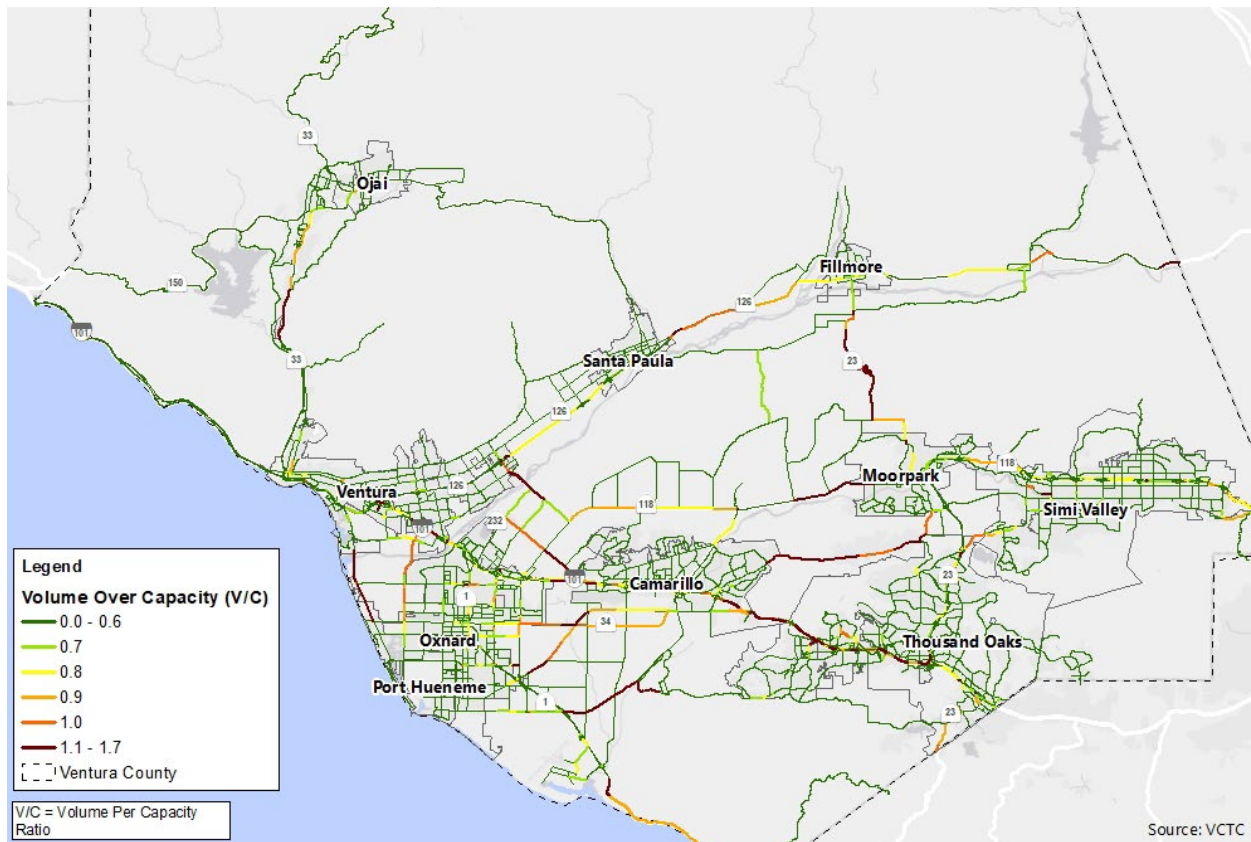 33
Ojai
150
101
33
Fillmore
126
Santa Paula
23
126
Moorpark
118
Ventura
126
Simi Valley
101
232
118
101
Camarillo
23
1
34
Oxnard
Thousand Oaks
Port Hueneme
1
23
Legend
Volume Over Capacity (V/C)
0.0 - 0.6
0.7
0.8
0.9
1.0
1.1 - 1.7
Ventura County
V/C = Volume Per Capacity
Ratio
Source: VCTC